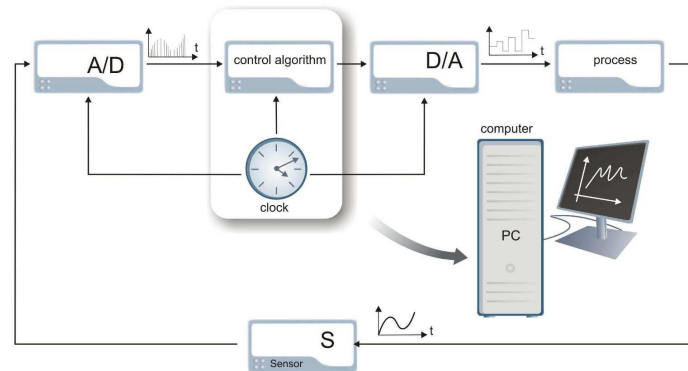 A/D
t
control algorithm
D/A
t
process
clock
computer
PC
t
S
Sensor